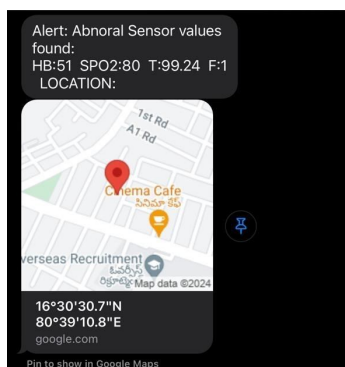 Alert: Abnoral Sensor values
found:
HB:51 SPO2:80 T:99.24 F:1
LOCATION:
1st Rd
A1 Rd
Cinema Cafe
సినిమా కేఫ్
verseas Recruitment
ఓవర్సీస్
రిక్రూట్మెంట్
Map data ©2024
16°30'30.7"N
80°39'10.8"E
google.com
Pin to show in Google Maps